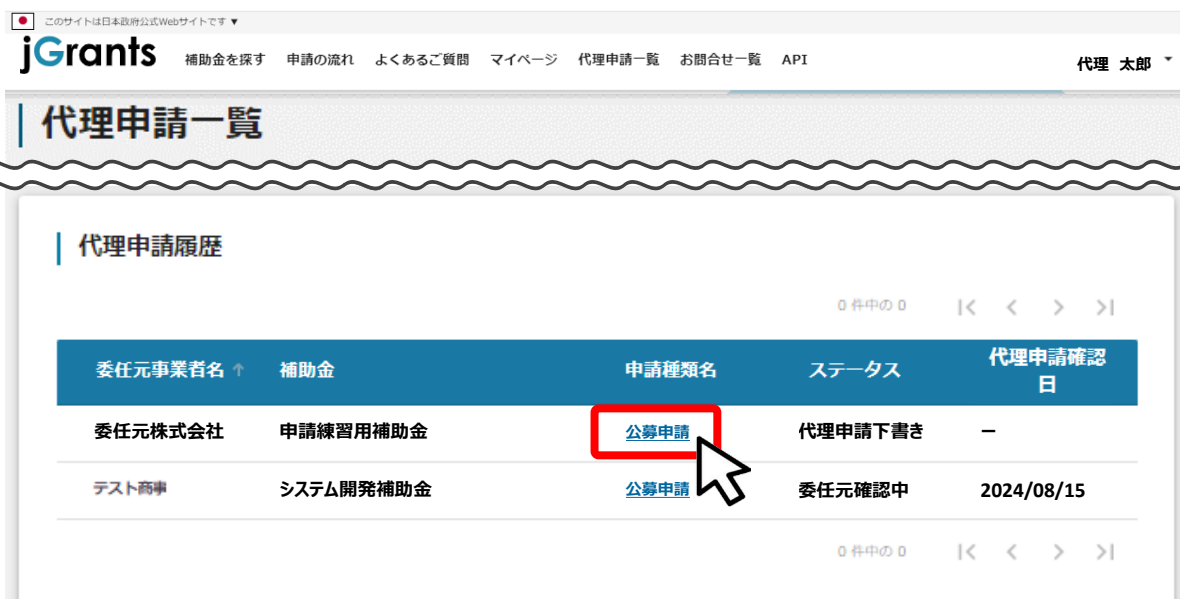 このサイトは日本政府公式Webサイトです ▼
jGrants 補助金を探す 申請の流れ よくあるご質問 マイページ 代理申請一覧 お問合せ一覧 API 代理 太郎
代理申請一覧
代理申請履歴
0 件中の 0
委任元事業者名 ↑ 補助金 申請種類名 ステータス 代理申請確認日
委任元株式会社 申請練習用補助金 公募申請 代理申請下書き －
テスト商事 システム開発補助金 公募申請 委任元確認中 2024/08/15
0 件中の 0